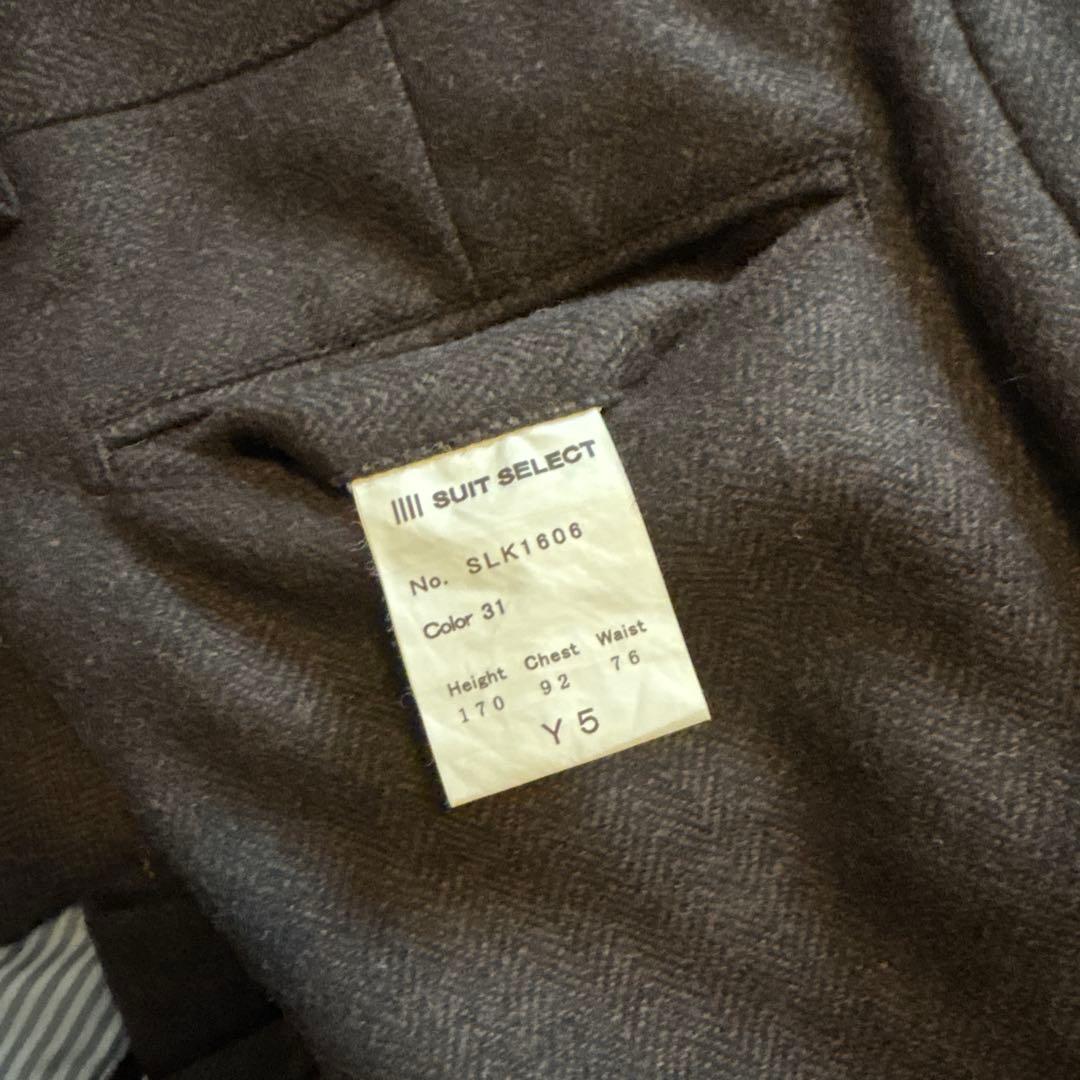 SUIT SELECT
No. SLK1606
Color 31
Height Chest Waist
170 92 76
Y5